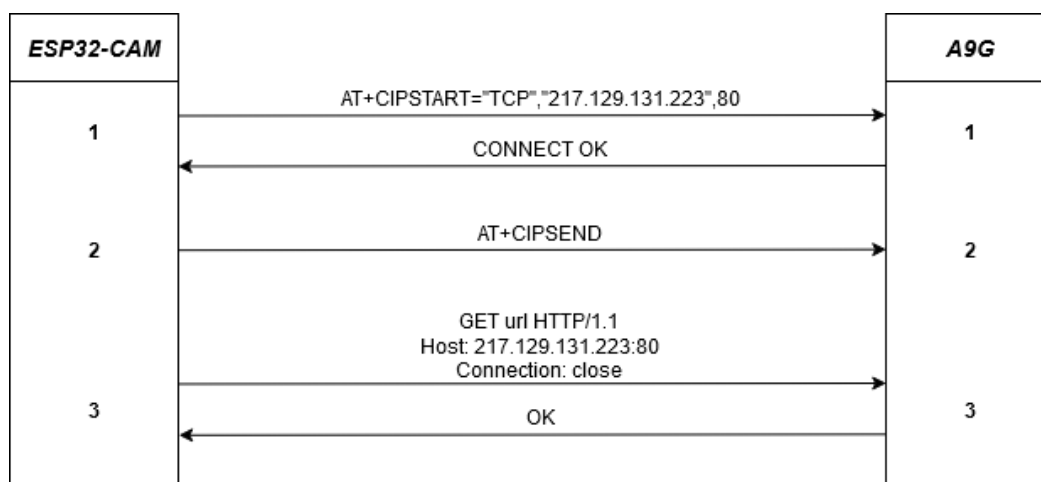 ESP32-CAM
A9G
AT+CIPSTART="TCP","217.129.131.223",80
1
1
CONNECT OK
AT+CIPSEND
2
2
GET url HTTP/1.1
Host: 217.129.131.223:80
Connection: close
3
3
OK